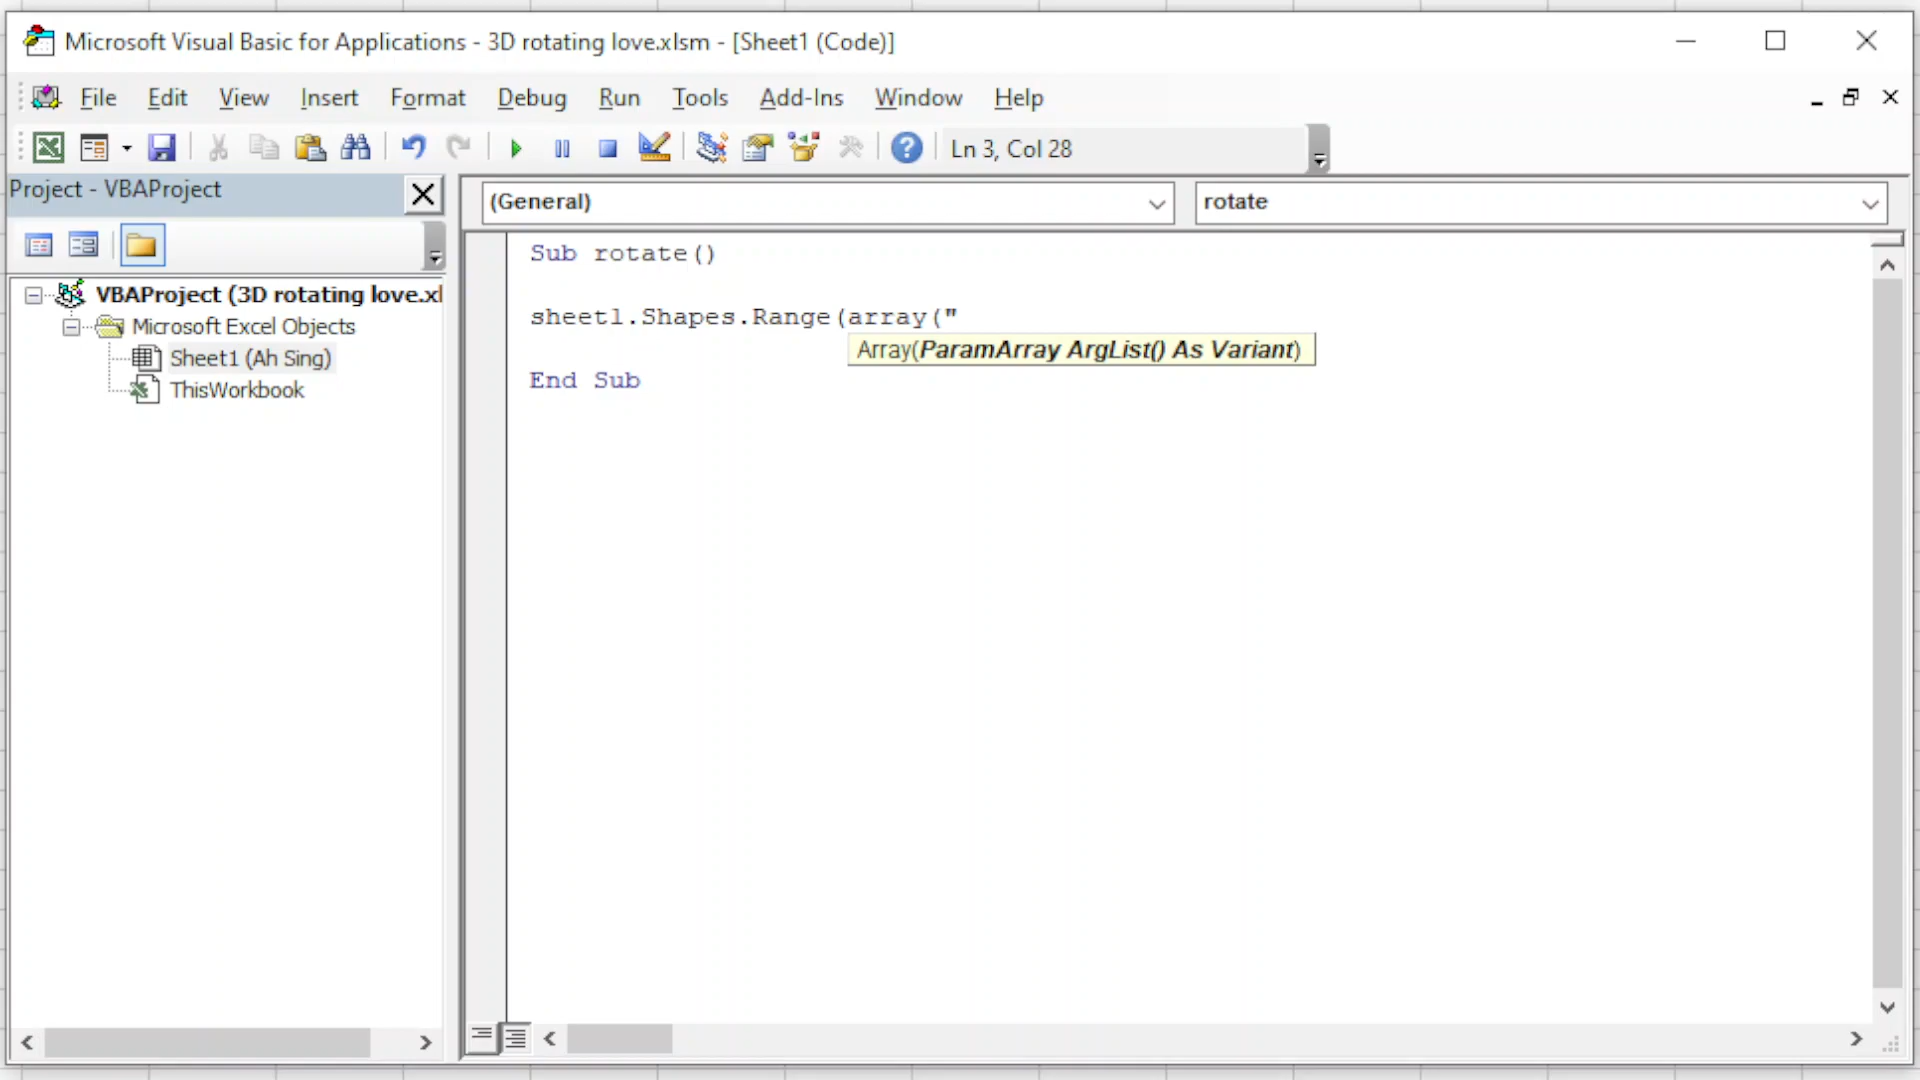 Microsoft Visual Basic for Applications - 3D rotating love.xlsm - [Sheet1 (Code)]
File Edit View Insert Format Debug Run Tools Add-Ins Window Help
Ln 3, Col 28
Project - VBAProject
(General)
rotate
VBAProject (3D rotating love.xl
Microsoft Excel Objects
Sheet1 (Ah Sing)
ThisWorkbook
Sub rotate()
sheet1.Shapes.Range(array("
Array(ParamArray ArgList() As Variant)
End Sub